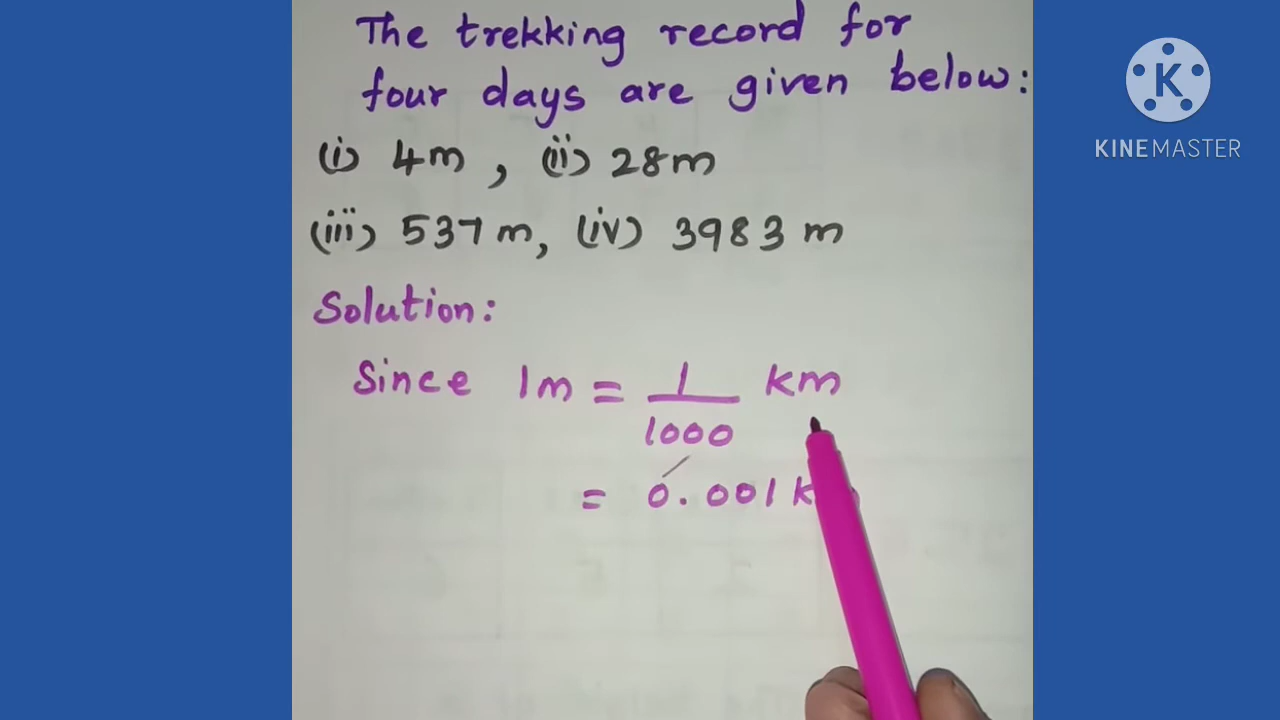 The trekking record for
four days are given below:
(i) 4m , (ii) 28m
(iii) 537 m, (iv) 3983 m
Solution:
Since 1m = 1/1000 km
= 0.001 k
K
KINEMASTER